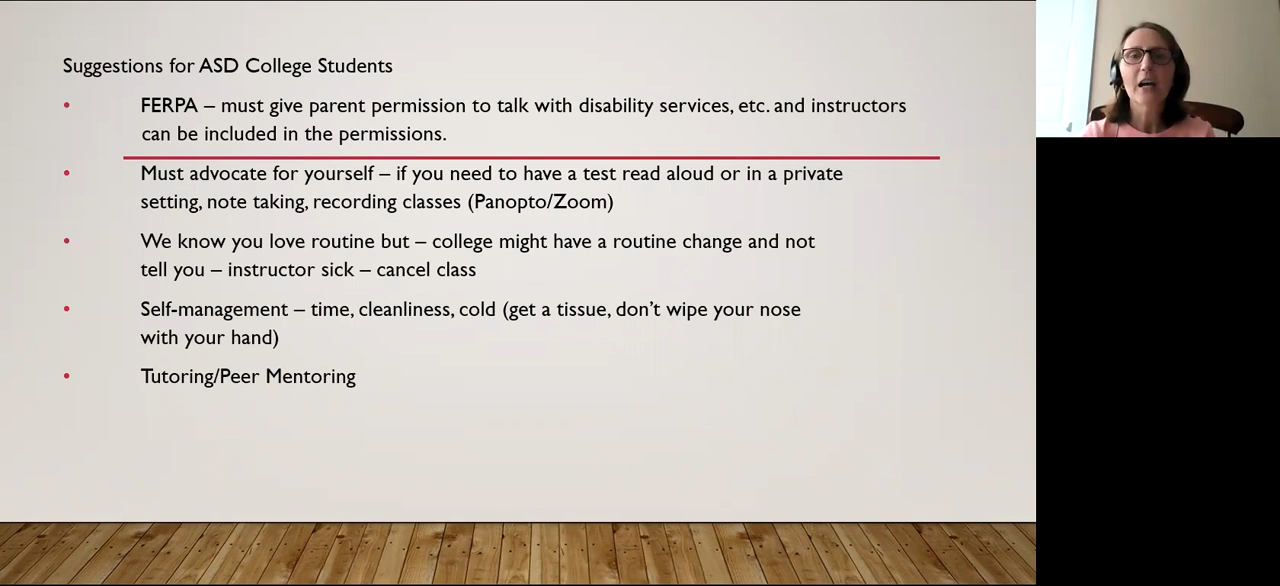 Suggestions for ASD College Students
• FERPA – must give parent permission to talk with disability services, etc. and instructors
can be included in the permissions.
• Must advocate for yourself – if you need to have a test read aloud or in a private
setting, note taking, recording classes (Panopto/Zoom)
• We know you love routine but – college might have a routine change and not
tell you – instructor sick – cancel class
• Self-management – time, cleanliness, cold (get a tissue, don’t wipe your nose
with your hand)
• Tutoring/Peer Mentoring